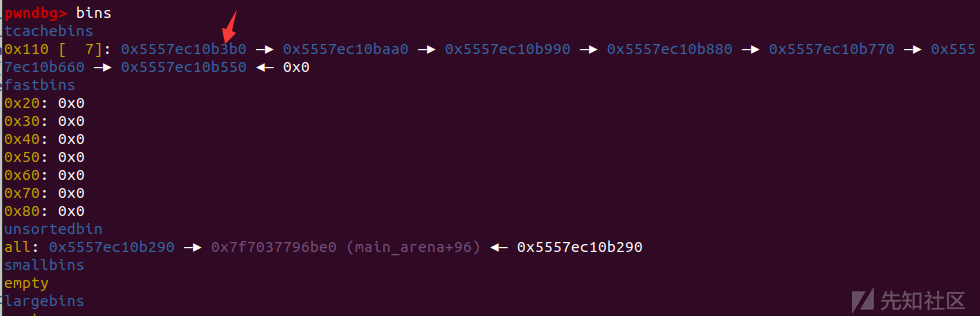 pwndbg> bins
tcachebins
0x110 [  7]: 0x5557ec10b3b0 —▸ 0x5557ec10baa0 —▸ 0x5557ec10b990 —▸ 0x5557ec10b880 —▸ 0x5557ec10b770 —▸ 0x555
7ec10b660 —▸ 0x5557ec10b550 ◂— 0x0
fastbins
0x20: 0x0
0x30: 0x0
0x40: 0x0
0x50: 0x0
0x60: 0x0
0x70: 0x0
0x80: 0x0
unsortedbin
all: 0x5557ec10b290 —▸ 0x7f7037796be0 (main_arena+96) ◂— 0x5557ec10b290
smallbins
empty
largebins
先知社区